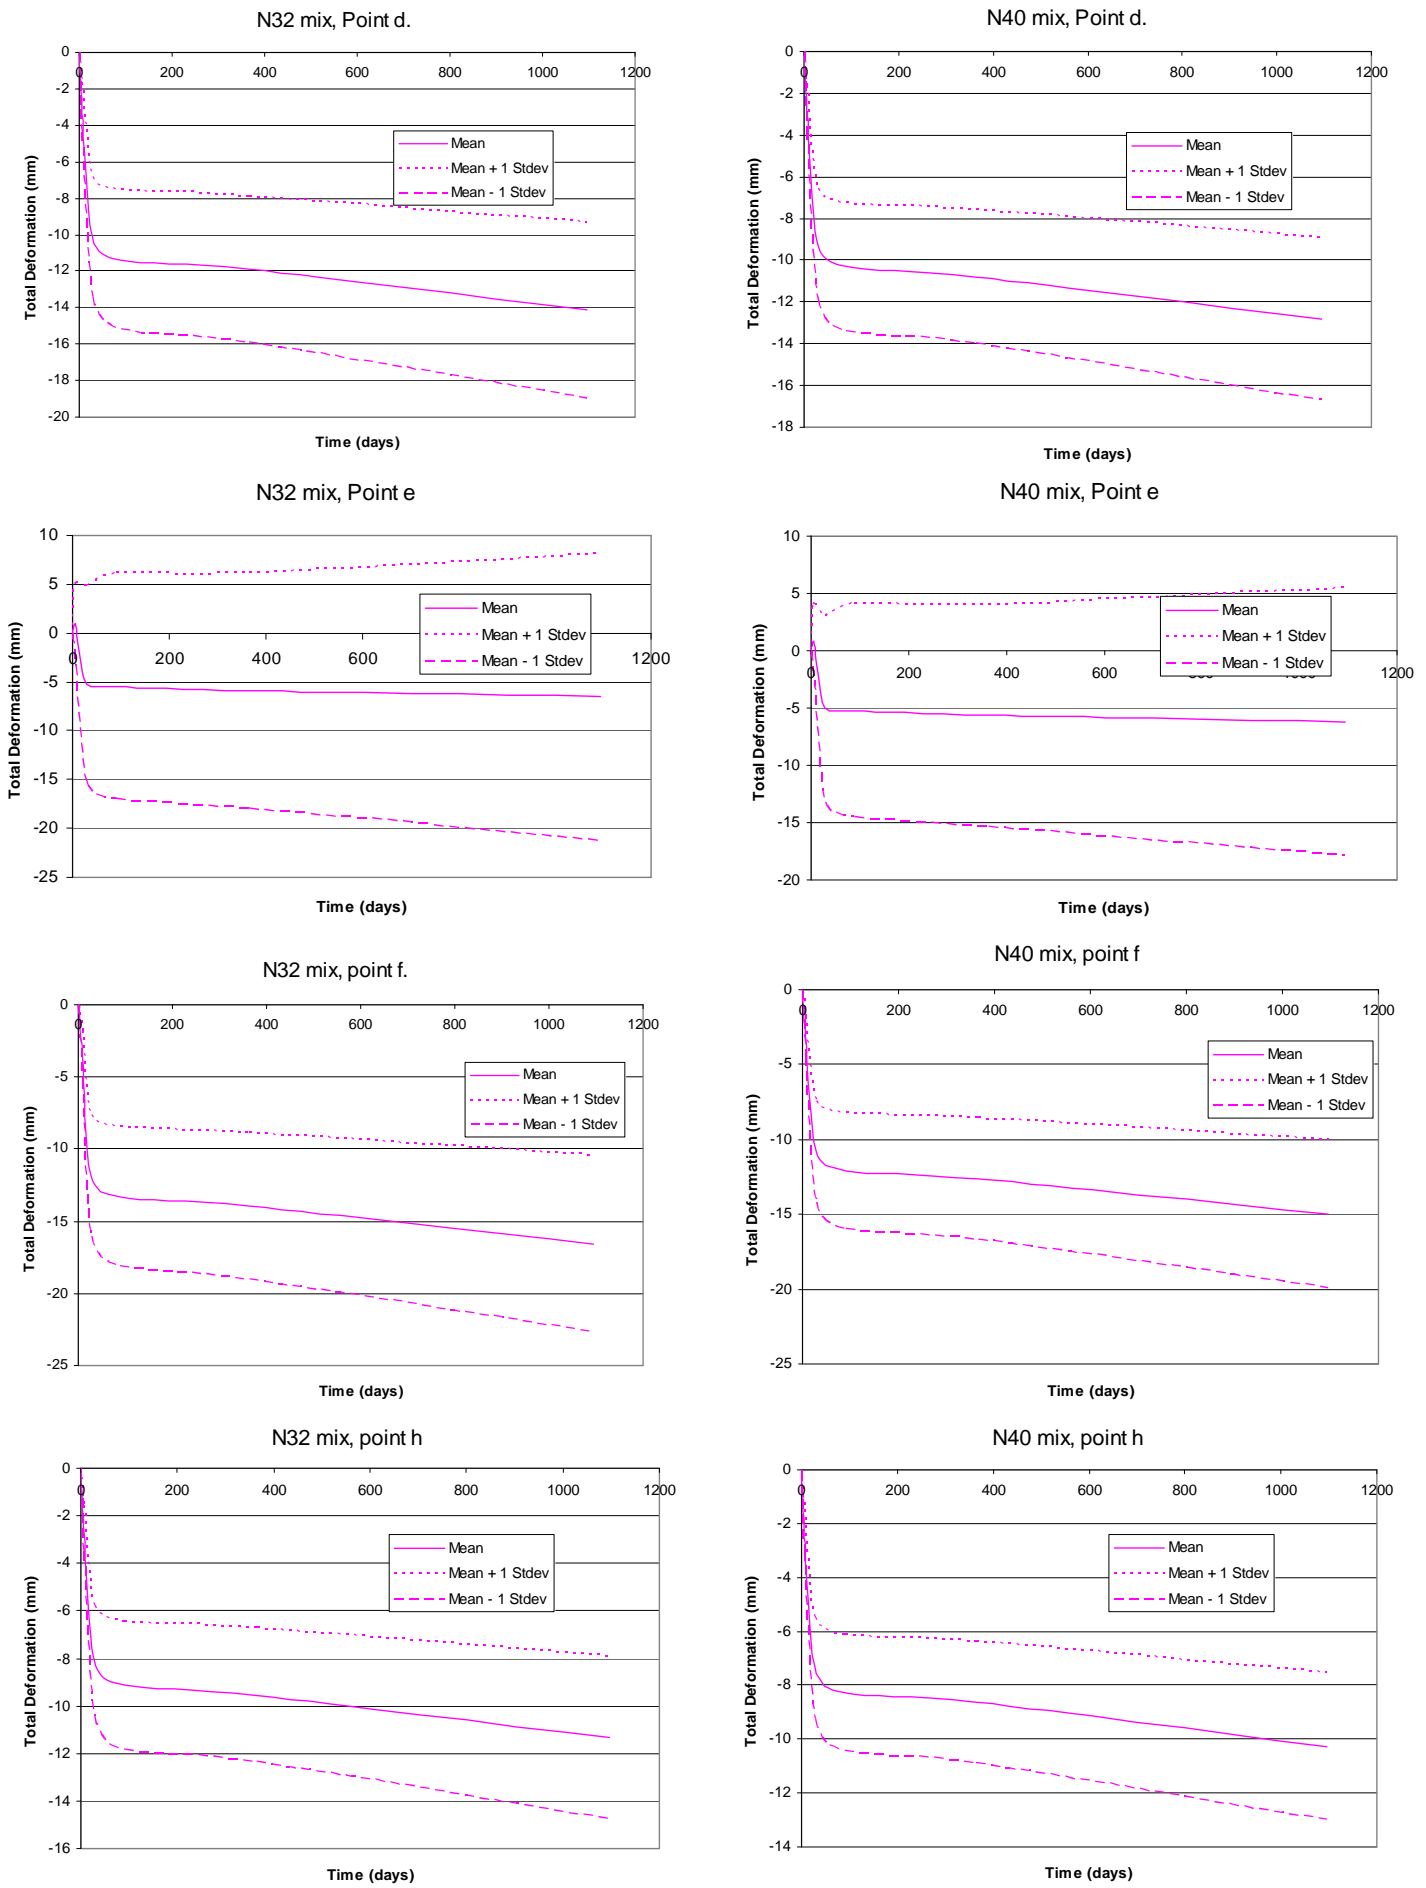 N32 mix, Point d.
0
-2
-4
-6
-8
-10
-12
-14
-16
-18
-20
0 200 400 600 800 1000 1200
Total Deformation (mm)
Time (days)
Mean
Mean + 1 Stdev
Mean - 1 Stdev
N40 mix, Point d.
0
-2
-4
-6
-8
-10
-12
-14
-16
-18
0 200 400 600 800 1000 1200
Total Deformation (mm)
Time (days)
Mean
Mean + 1 Stdev
Mean - 1 Stdev
N32 mix, Point e
10
5
0
-5
-10
-15
-20
-25
0 200 400 600 1200
Total Deformation (mm)
Time (days)
Mean
Mean + 1 Stdev
Mean - 1 Stdev
N40 mix, Point e
10
5
0
-5
-10
-15
-20
0 200 400 600 1200
Total Deformation (mm)
Time (days)
Mean
Mean + 1 Stdev
Mean - 1 Stdev
N32 mix, point f.
0
-5
-10
-15
-20
-25
0 200 400 600 800 1000 1200
Total Deformation (mm)
Time (days)
Mean
Mean + 1 Stdev
Mean - 1 Stdev
N40 mix, point f
0
-5
-10
-15
-20
-25
0 200 400 600 800 1000 1200
Total Deformation (mm)
Time (days)
Mean
Mean + 1 Stdev
Mean - 1 Stdev
N32 mix, point h
0
-2
-4
-6
-8
-10
-12
-14
-16
0 200 400 600 800 1000 1200
Total Deformation (mm)
Time (days)
Mean
Mean + 1 Stdev
Mean - 1 Stdev
N40 mix, point h
0
-2
-4
-6
-8
-10
-12
-14
0 200 400 600 800 1000 1200
Total Deformation (mm)
Time (days)
Mean
Mean + 1 Stdev
Mean - 1 Stdev